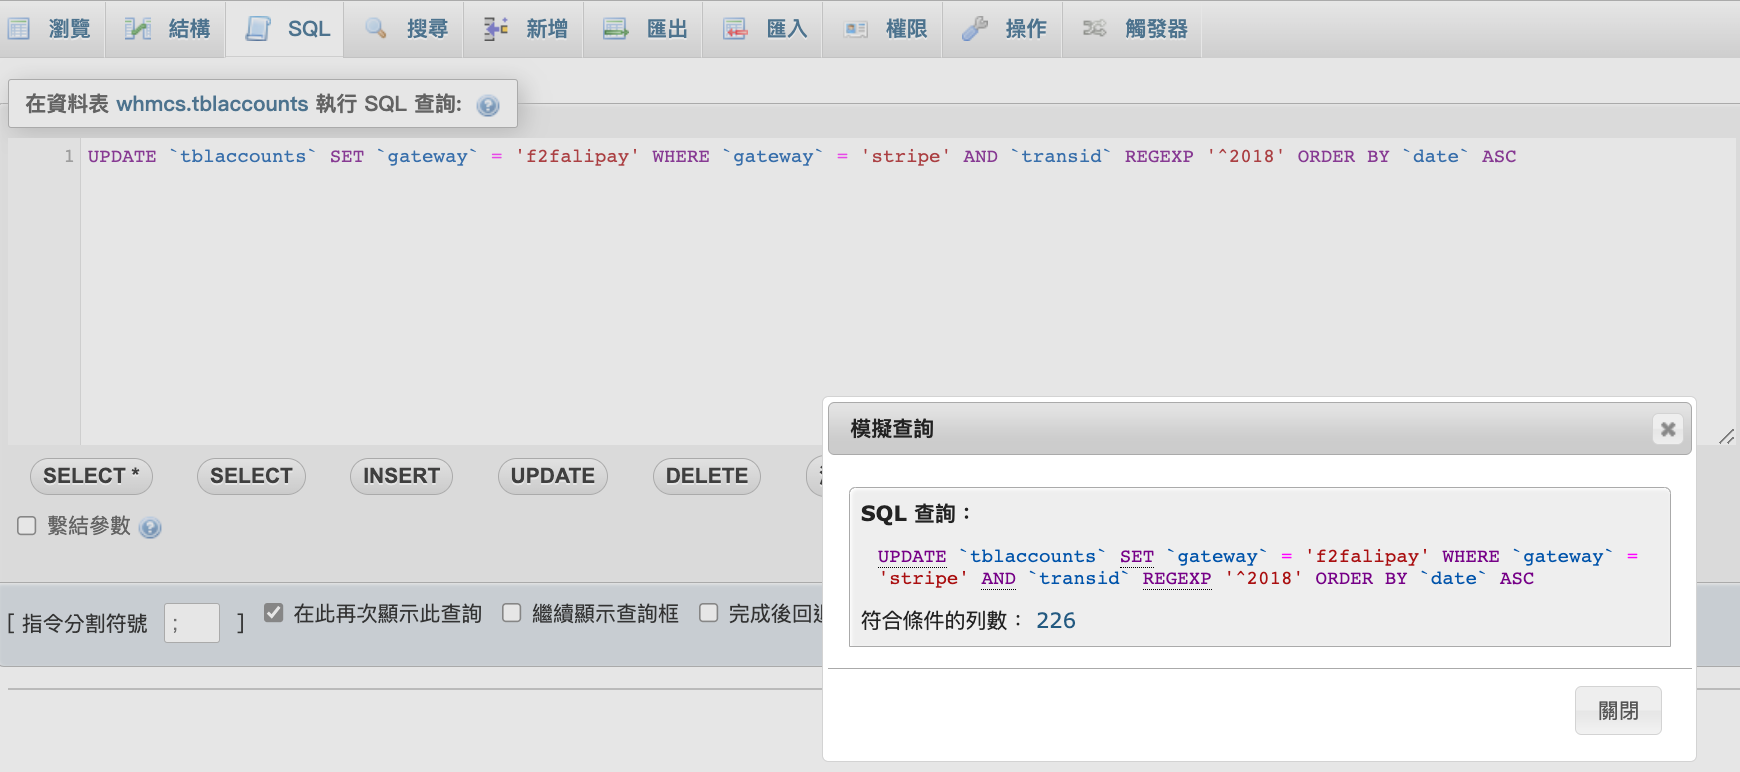 瀏覽 結構 SQL 搜尋 新增 匯出 匯入 權限 操作 觸發器
在資料表 whmcs.tblaccounts 執行 SQL 查詢:
1 UPDATE `tblaccounts` SET `gateway` = 'f2falipay' WHERE `gateway` = 'stripe' AND `transid` REGEXP '^2018' ORDER BY `date` ASC
SELECT * SELECT INSERT UPDATE DELETE
繫結參數
[ 指令分割符號 ; ] 在此再次顯示此查詢 繼續顯示查詢框 完成後回
模擬查詢
SQL 查詢：
UPDATE `tblaccounts` SET `gateway` = 'f2falipay' WHERE `gateway` =
'stripe' AND `transid` REGEXP '^2018' ORDER BY `date` ASC
符合條件的列數： 226
關閉